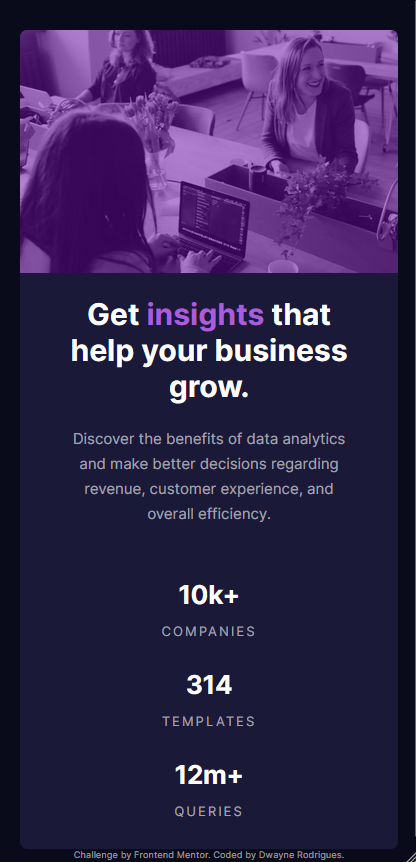 Get insights that
help your business
grow.
Discover the benefits of data analytics
and make better decisions regarding
revenue, customer experience, and
overall efficiency.
10k+
COMPANIES
314
TEMPLATES
12m+
QUERIES
Challenge by Frontend Mentor. Coded by Dwayne Rodrigues.